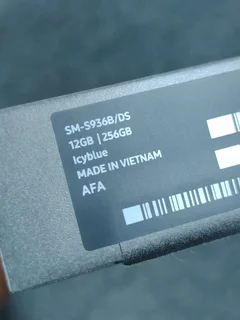 SM-S936B/DS
12GB | 256GB
Icyblue
MADE IN VIETNAM
AFA